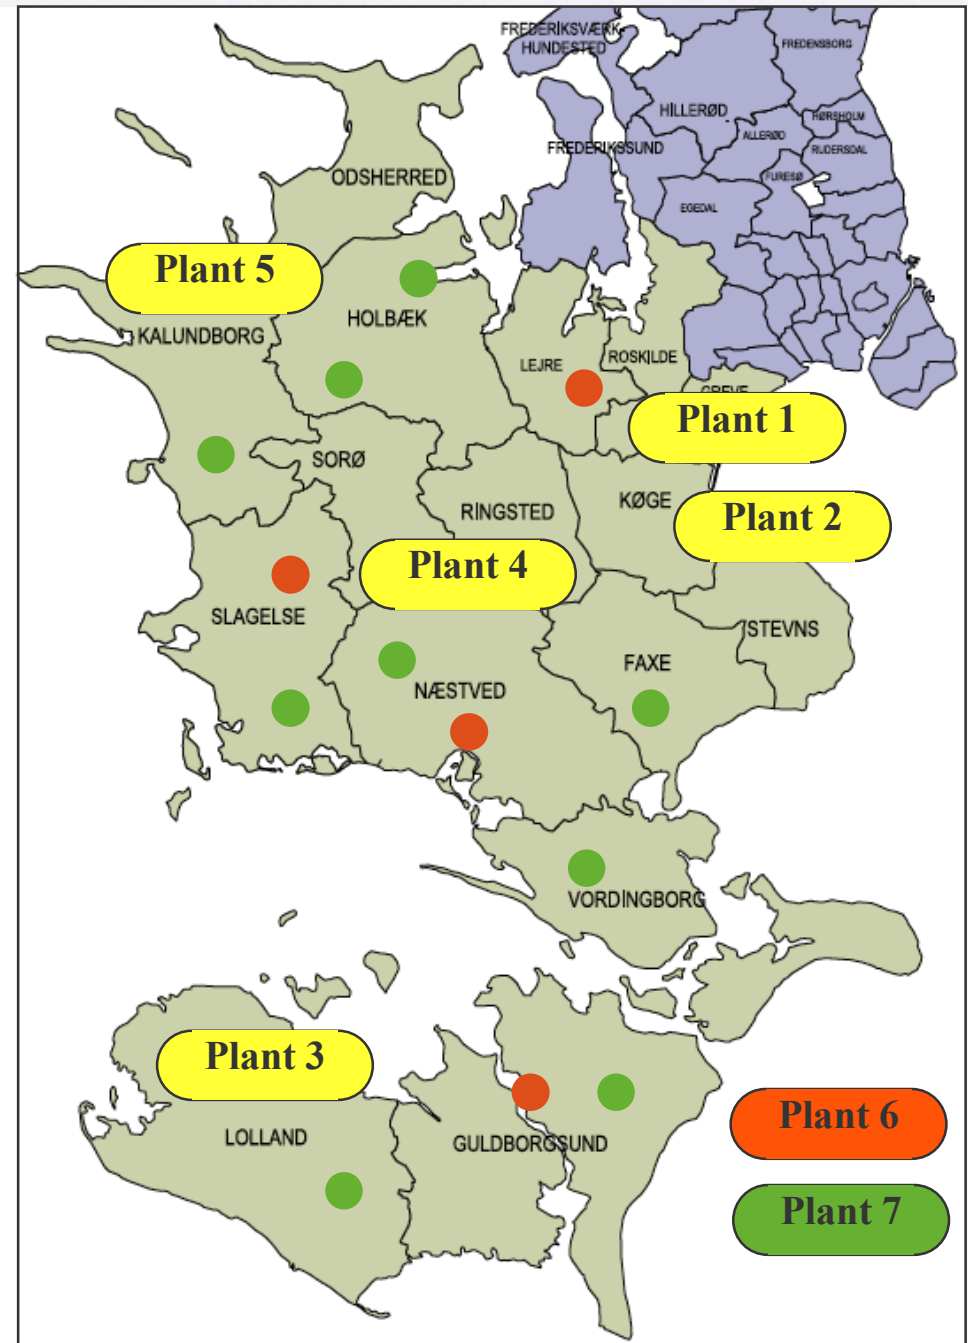 FREDERIKSVÆRK-
HUNDESTED
FREDENSBORG
HILLERØD
HØRSHOLM
ALLERØD
RUDERSDAL
FREDERIKSSUND
FURESØ
ODSHERRED
EGEDAL
Plant 5
HOLBÆK
KALUNDBORG
LEJRE
ROSKILDE
GREVE
Plant 1
SORØ
KØGE
RINGSTED
Plant 2
Plant 4
SLAGELSE
STEVNS
FAXE
NÆSTVED
VORDINGBORG
Plant 3
Plant 6
LOLLAND
GULDBORGSUND
Plant 7